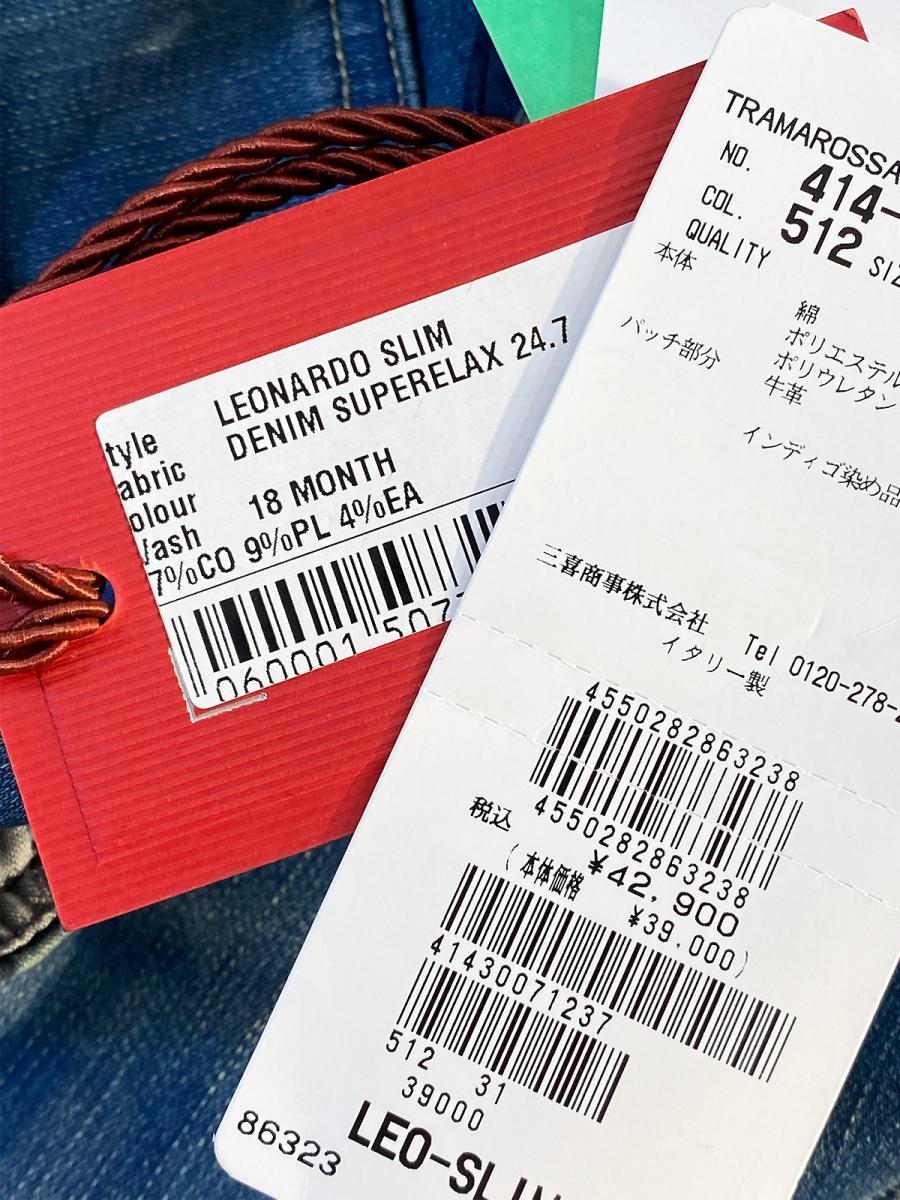 LEONARDO SLIM
DENIM SUPERELAX 24.7
tyle
abric
olour
ash
18 MONTH
7%CO 9%PL 4%EA
060001 507
TRAMAROSSA
NO.
414-
COL.
512 SIZ
QUALITY
本体
綿
ポリエステル
ポリウレタン
パッチ部分
牛革
インディゴ染め品
三喜商事株式会社 Tel 0120-278-
イタリー製
4550282863238
4550282863238
税込 ¥42,900
(本体価格 ¥39,000)
41430071237
512 31
39000
86323
LEO-SLIM